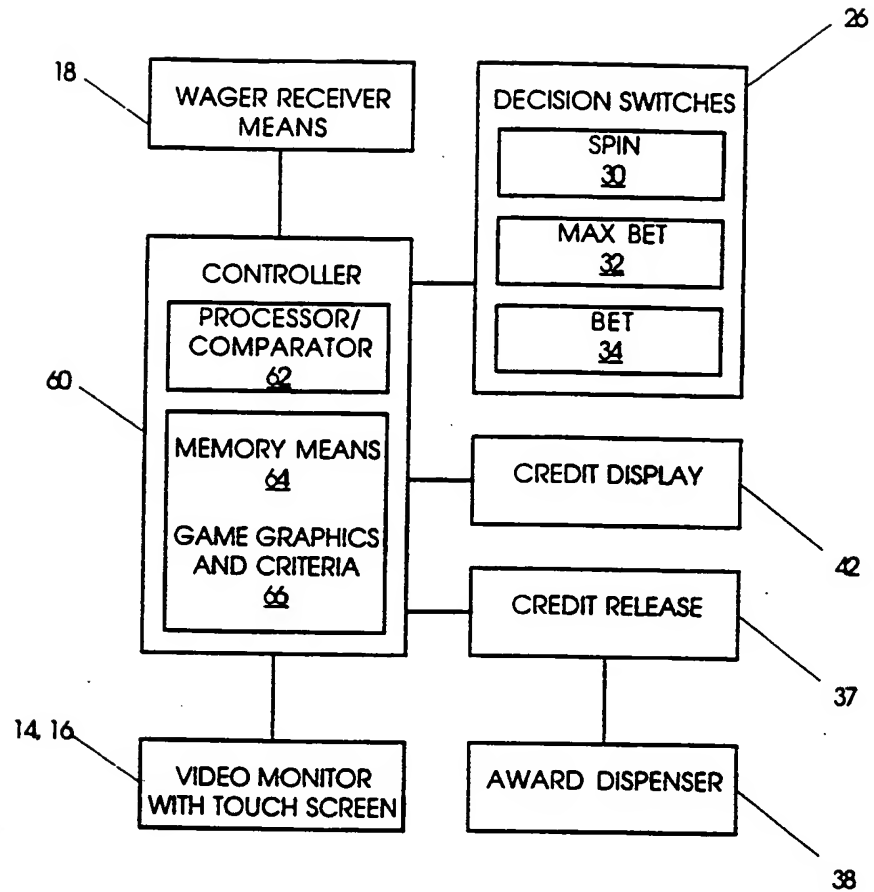 26
18
WAGER RECEIVER
MEANS
DECISION SWITCHES
SPIN
30
MAX BET
32
BET
34
CONTROLLER
PROCESSOR/
COMPARATOR
62
60
MEMORY MEANS
64
GAME GRAPHICS
AND CRITERIA
66
CREDIT DISPLAY
42
CREDIT RELEASE
37
14, 16
VIDEO MONITOR
WITH TOUCH SCREEN
AWARD DISPENSER
38